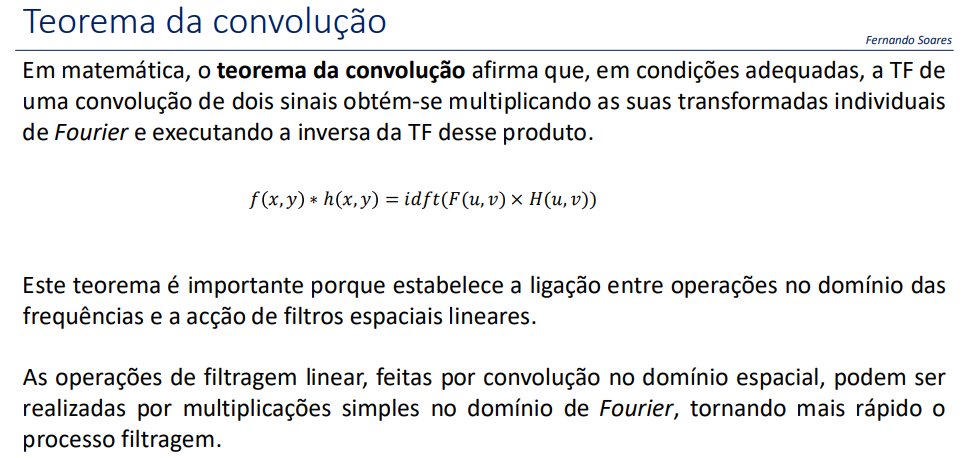 Teorema da convolução
Fernando Soares
Em matemática, o teorema da convolução afirma que, em condições adequadas, a TF de
uma convolução de dois sinais obtém-se multiplicando as suas transformadas individuais
de Fourier e executando a inversa da TF desse produto.
f(x,y) ∗ h(x,y) = idft(F(u,v) × H(u,v))
Este teorema é importante porque estabelece a ligação entre operações no domínio das
frequências e a acção de filtros espaciais lineares.
As operações de filtragem linear, feitas por convolução no domínio espacial, podem ser
realizadas por multiplicações simples no domínio de Fourier, tornando mais rápido o
processo filtragem.